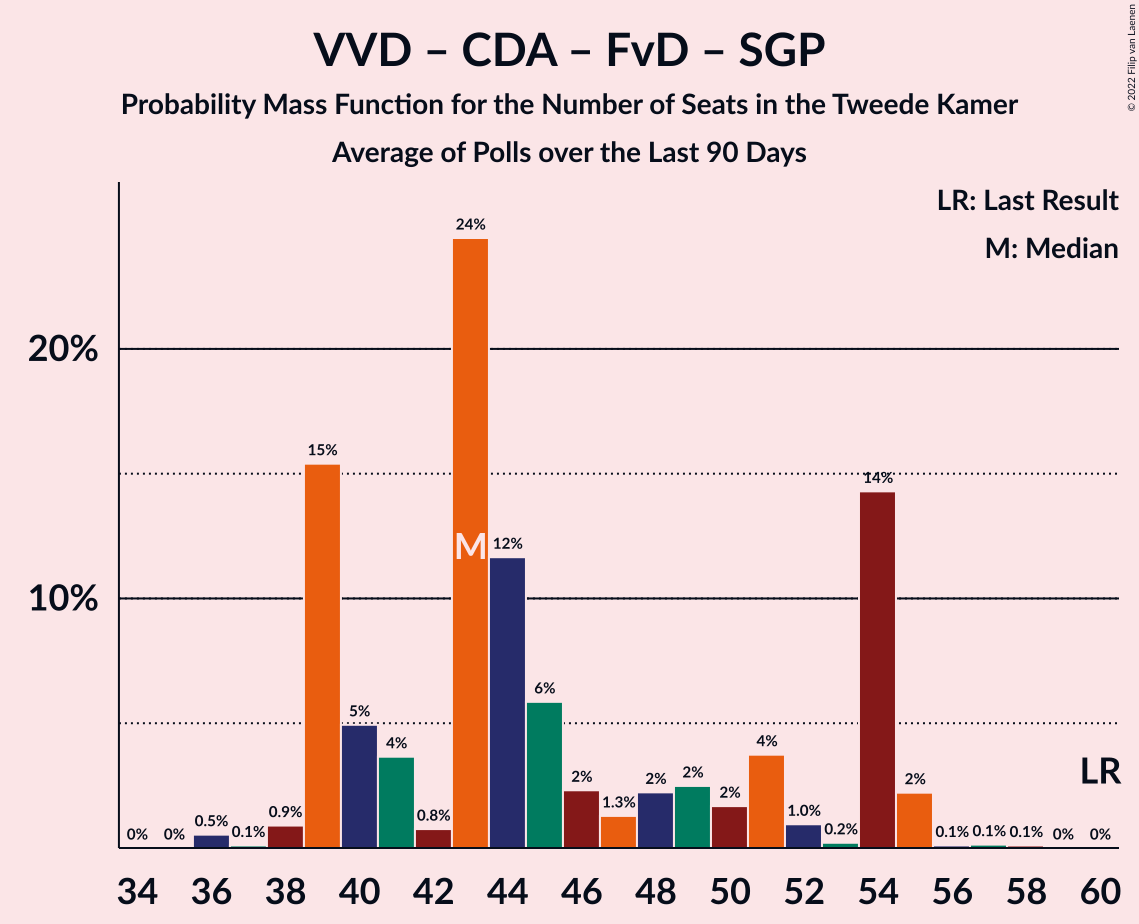 VVD – CDA – FvD – SGP
Probability Mass Function for the Number of Seats in the Tweede Kamer
Average of Polls over the Last 90 Days
© 2022 Filip van Laenen
LR: Last Result
M: Median
20%
10%
0% 0% 0.5% 0.1% 0.9% 15% 5% 4% 0.8% 24% 12% 6% 2% 1.3% 2% 2% 2% 4% 1.0% 0.2% 14% 2% 0.1% 0.1% 0.1% 0% 0%
M
LR
34 36 38 40 42 44 46 48 50 52 54 56 58 60